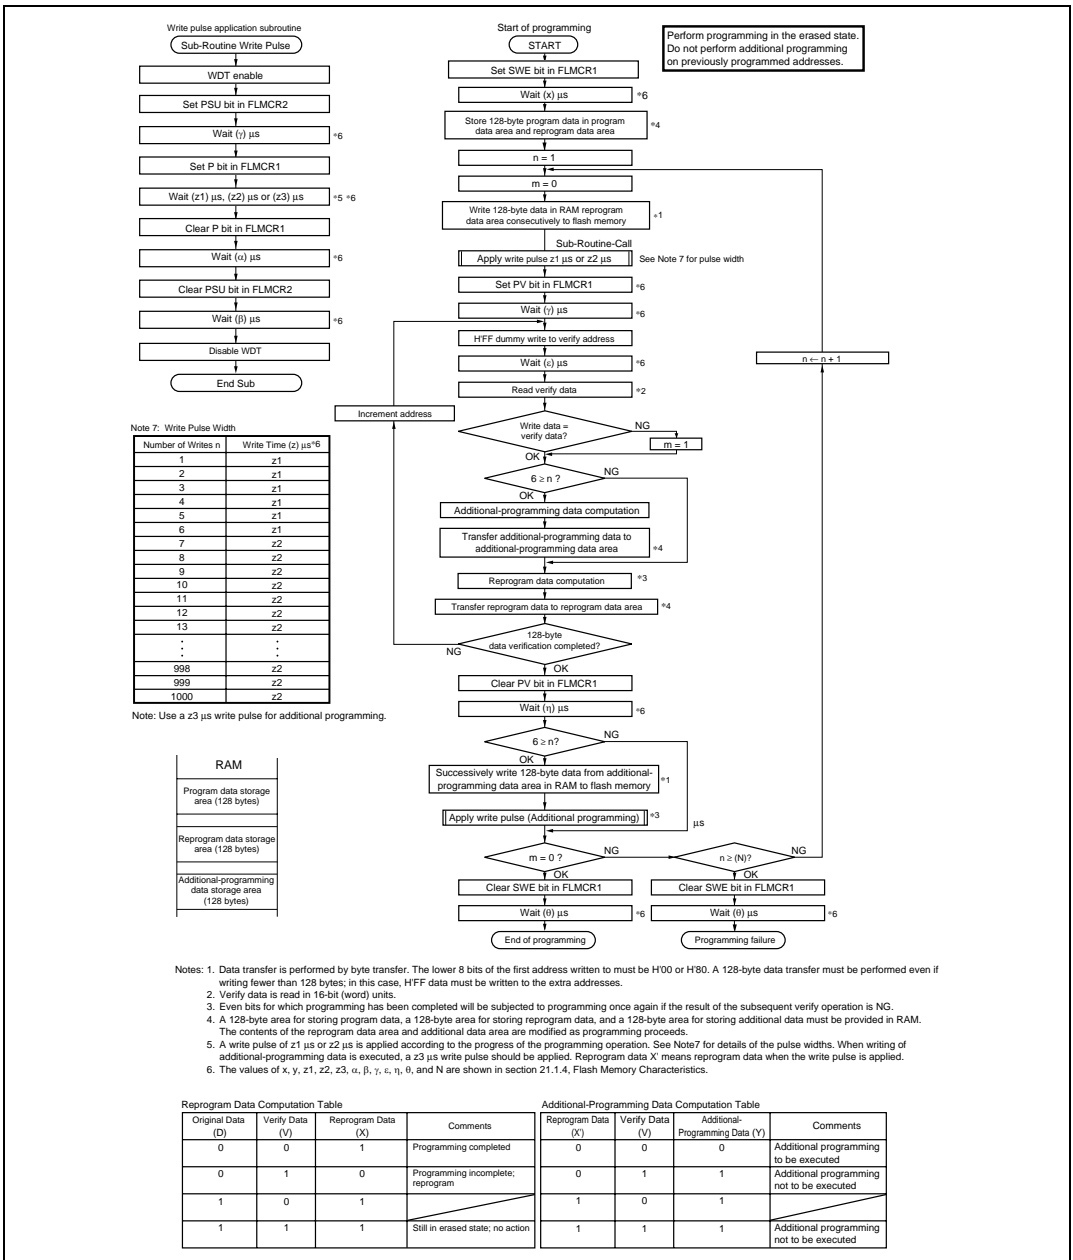 Write pulse application subroutine
Sub-Routine Write Pulse
WDT enable
Set PSU bit in FLMCR2
Wait (γ) μs
*6
Set P bit in FLMCR1
Wait (z1) μs, (z2) μs or (z3) μs
*5 *6
Clear P bit in FLMCR1
Wait (α) μs
*6
Clear PSU bit in FLMCR2
Wait (β) μs
*6
Disable WDT
End Sub
Note 7: Write Pulse Width
Number of Writes n Write Time (z) μs*6
1 z1
2 z1
3 z1
4 z1
5 z1
6 z1
7 z2
8 z2
9 z2
10 z2
11 z2
12 z2
13 z2
998 z2
999 z2
1000 z2
Note: Use a z3 μs write pulse for additional programming.
RAM
Program data storage
area (128 bytes)
Reprogram data storage
area (128 bytes)
Additional-programming
data storage area
(128 bytes)
Start of programming
START
Perform programming in the erased state.
Do not perform additional programming
on previously programmed addresses.
Set SWE bit in FLMCR1
Wait (x) μs
*6
Store 128-byte program data in program
data area and reprogram data area
*4
n = 1
m = 0
Write 128-byte data in RAM reprogram
data area consecutively to flash memory
*1
Sub-Routine-Call
Apply write pulse z1 μs or z2 μs
See Note 7 for pulse width
Set PV bit in FLMCR1
*6
Wait (γ) μs
*6
H'FF dummy write to verify address
Wait (ε) μs
*6
Read verify data
*2
n ← n + 1
Increment address
Write data =
verify data?
NG
m = 1
OK
6 ≥ n ?
NG
OK
Additional-programming data computation
Transfer additional-programming data to
additional-programming data area
*4
Reprogram data computation
*3
Transfer reprogram data to reprogram data area
*4
128-byte
data verification completed?
NG
OK
Clear PV bit in FLMCR1
Wait (η) μs
*6
6 ≥ n?
NG
OK
Successively write 128-byte data from additional-
programming data area in RAM to flash memory
*1
Apply write pulse (Additional programming)
*3
μs
m = 0 ?
NG
n ≥ (N)?
NG
OK
OK
Clear SWE bit in FLMCR1
Clear SWE bit in FLMCR1
Wait (θ) μs
*6
Wait (θ) μs
*6
End of programming
Programming failure
Notes: 1. Data transfer is performed by byte transfer. The lower 8 bits of the first address written to must be H'00 or H'80. A 128-byte data transfer must be performed even if
writing fewer than 128 bytes; in this case, H'FF data must be written to the extra addresses.
2. Verify data is read in 16-bit (word) units.
3. Even bits for which programming has been completed will be subjected to programming once again if the result of the subsequent verify operation is NG.
4. A 128-byte area for storing program data, a 128-byte area for storing reprogram data, and a 128-byte area for storing additional data must be provided in RAM.
The contents of the reprogram data area and additional data area are modified as programming proceeds.
5. A write pulse of z1 μs or z2 μs is applied according to the progress of the programming operation. See Note7 for details of the pulse widths. When writing of
additional-programming data is executed, a z3 μs write pulse should be applied. Reprogram data X' means reprogram data when the write pulse is applied.
6. The values of x, y, z1, z2, z3, α, β, γ, ε, η, θ, and N are shown in section 21.1.4, Flash Memory Characteristics.
Reprogram Data Computation Table
Original Data (D) Verify Data (V) Reprogram Data (X) Comments
0 0 1 Programming completed
0 1 0 Programming incomplete; reprogram
1 0 1
1 1 1 Still in erased state; no action
Additional-Programming Data Computation Table
Reprogram Data (X') Verify Data (V) Additional-Programming Data (Y) Comments
0 0 0 Additional programming to be executed
0 1 1 Additional programming not to be executed
1 0 1
1 1 1 Additional programming not to be executed